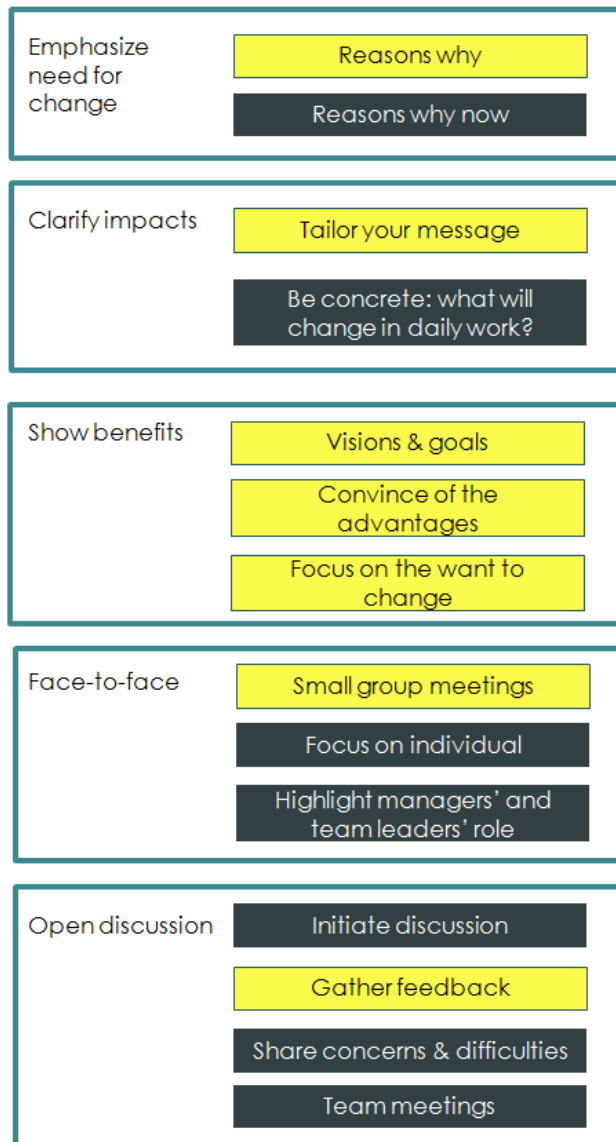 Emphasize
need for
change
Reasons why
Reasons why now
Clarify impacts
Tailor your message
Be concrete: what will
change in daily work?
Show benefits
Visions & goals
Convince of the
advantages
Focus on the want to
change
Face-to-face
Small group meetings
Focus on individual
Highlight managers’ and
team leaders’ role
Open discussion
Initiate discussion
Gather feedback
Share concerns & difficulties
Team meetings